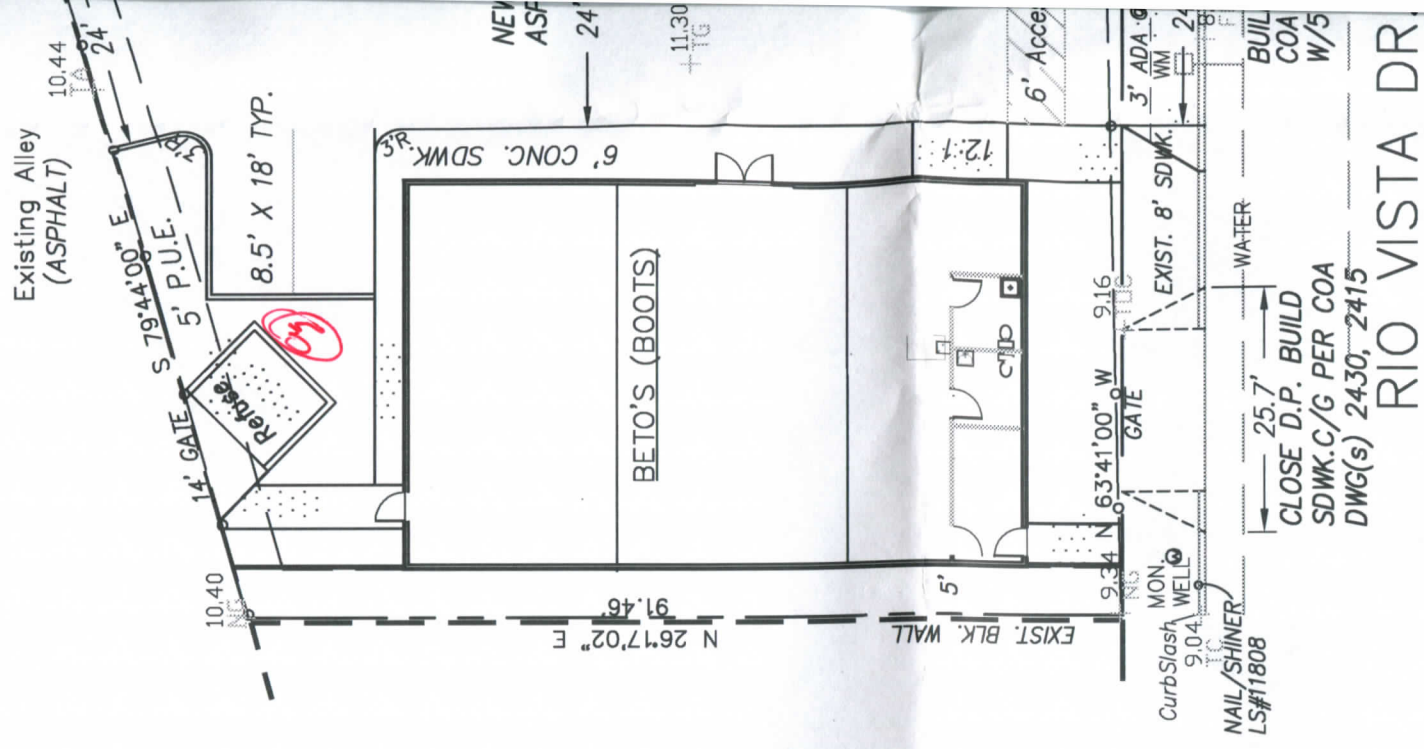 Existing Alley
(ASPHALT)
10.44
TA
24'
NEW
ASP
24'
11.30
TG
3'R
8.5' X 18' TYP.
S 79°44'00" E
5' P.U.E.
14' GATE
Refuse
3'R.
6' CONC. SDWK.
12:1
6' Acce
3' ADA
WM
24
BUIL
COA
W/5
BETO'S (BOOTS)
10.40
NG
91.46'
N 26°17'02" E
EXIST. BLK. WALL
5'
9.34
NG
N 63°41'00" W
9.16
GATE
EXIST. 8' SDWK.
WATER
25.7'
CLOSE D.P. BUILD
SDWK.C/G PER COA
DWG(s) 2430, 2415
RIO VISTA DR.
CurbSlash
9.04
TC
MON.
WELL
NAIL/SHINER
LS#11808